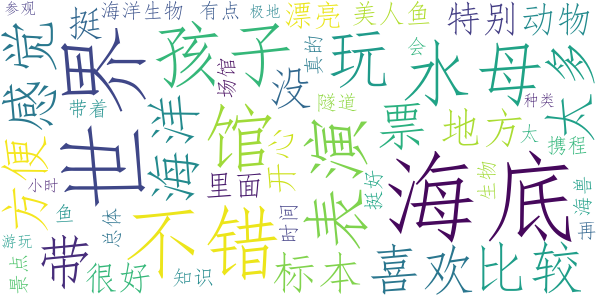 参观
挺
海洋生物
有点
极地
漂亮
美人鱼
特别
动物
感觉
世界
孩子
场馆
真的
没
玩
会
水母
种类
太多
带着
海洋
馆
隧道
票
地方
太
携程
方便
小时
鱼
里面
开心
表演
挺好
海底
生物
海兽
再
游玩
景点
带
总体
不错
时间
很好
知识
标本
喜欢
比较